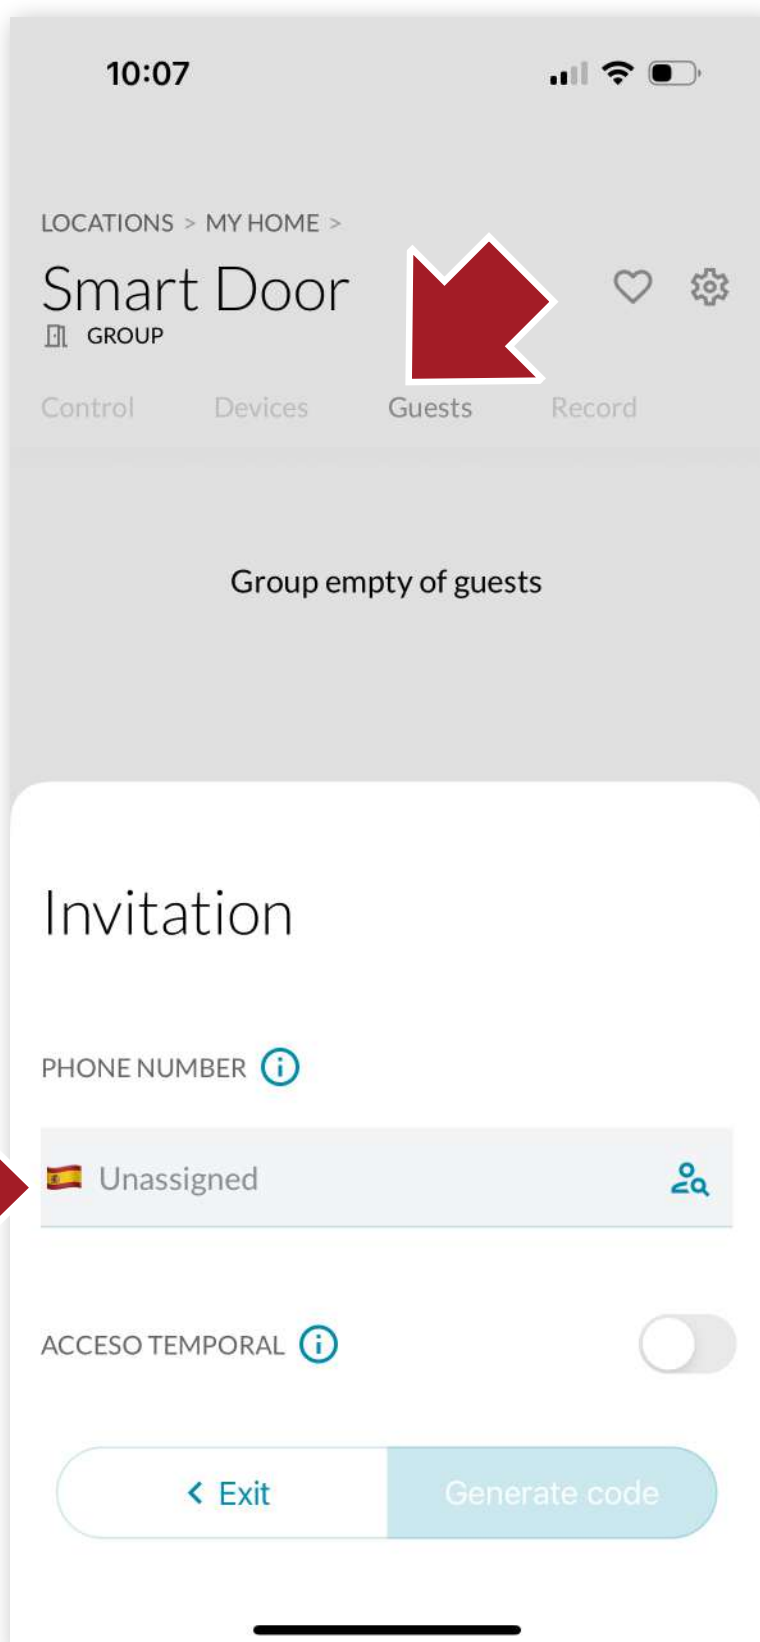 10:07
LOCATIONS > MY HOME >
Smart Door
GROUP
Control Devices Guests Record
Group empty of guests
Invitation
PHONE NUMBER
Unassigned
ACCESO TEMPORAL
< Exit Generate code